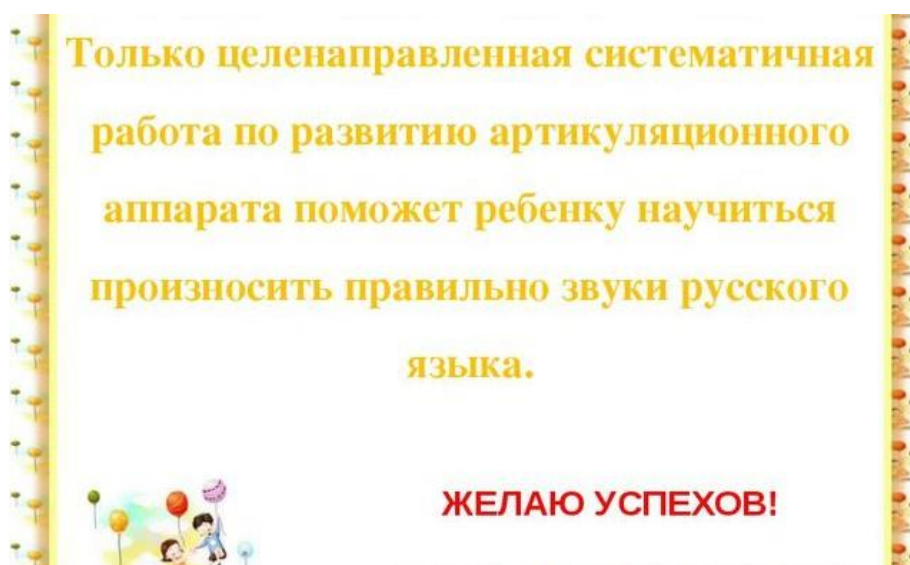 Только целенаправленная систематичная
работа по развитию артикуляционного
аппарата поможет ребенку научиться
произносить правильно звуки русского
языка.
ЖЕЛАЮ УСПЕХОВ!